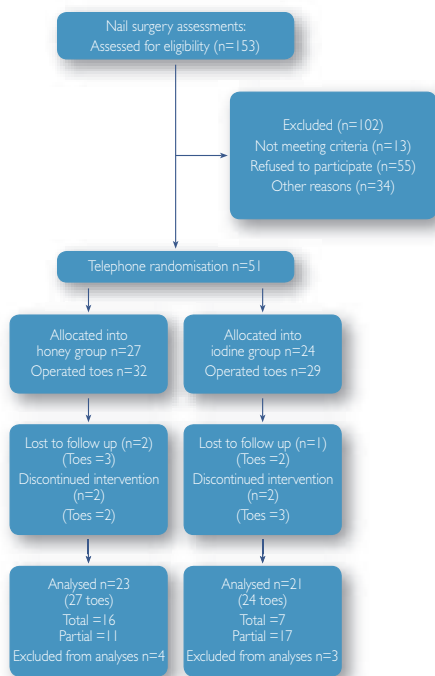 Nail surgery assessments:
Assessed for eligibility (n=153)
Excluded (n=102)
Not meeting criteria (n=13)
Refused to participate (n=55)
Other reasons (n=34)
Telephone randomisation n=51
Allocated into
honey group n=27
Operated toes n=32
Allocated into
iodine group n=24
Operated toes n=29
Lost to follow up (n=2)
(Toes =3)
Discontinued intervention
(n=2)
(Toes =2)
Lost to follow up (n=1)
(Toes =2)
Discontinued intervention
(n=2)
(Toes =3)
Analysed n=23
(27 toes)
Total =16
Partial =11
Excluded from analyses n=4
Analysed n=21
(24 toes)
Total =7
Partial =17
Excluded from analyses n=3